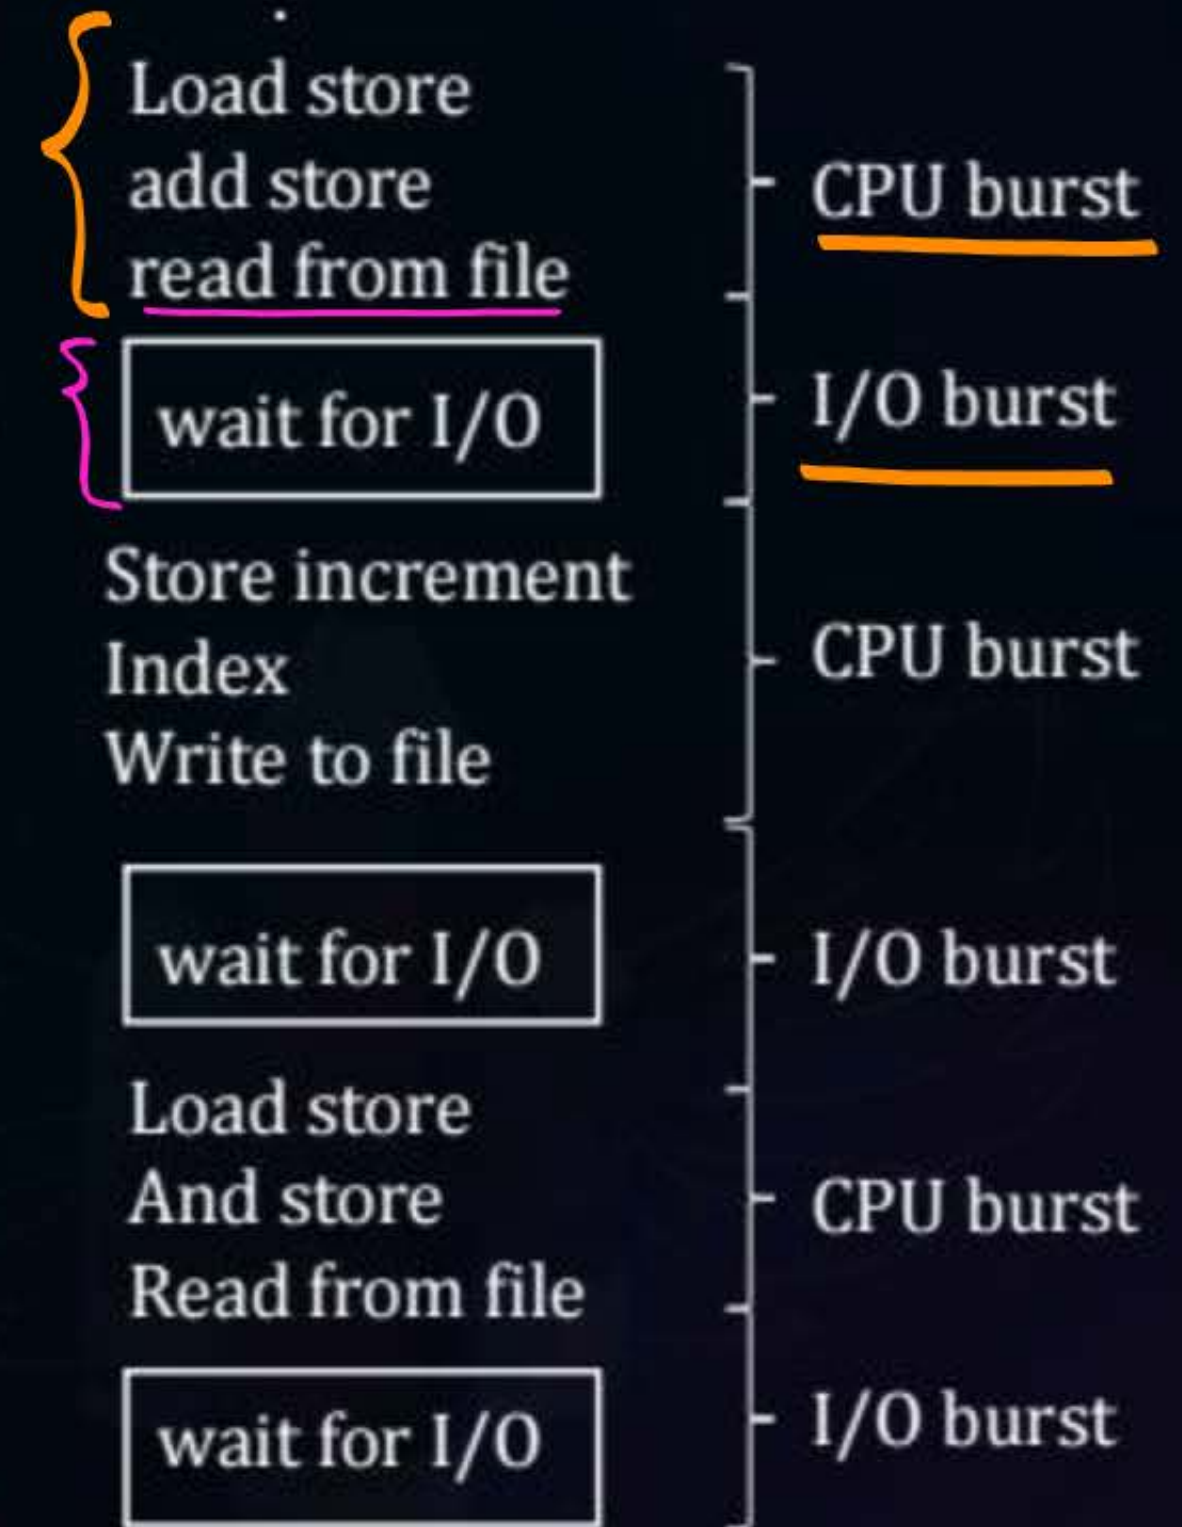 Load store
add store
read from file
CPU burst
wait for I/O
I/O burst
Store increment
Index
Write to file
CPU burst
wait for I/O
I/O burst
Load store
And store
Read from file
CPU burst
wait for I/O
I/O burst